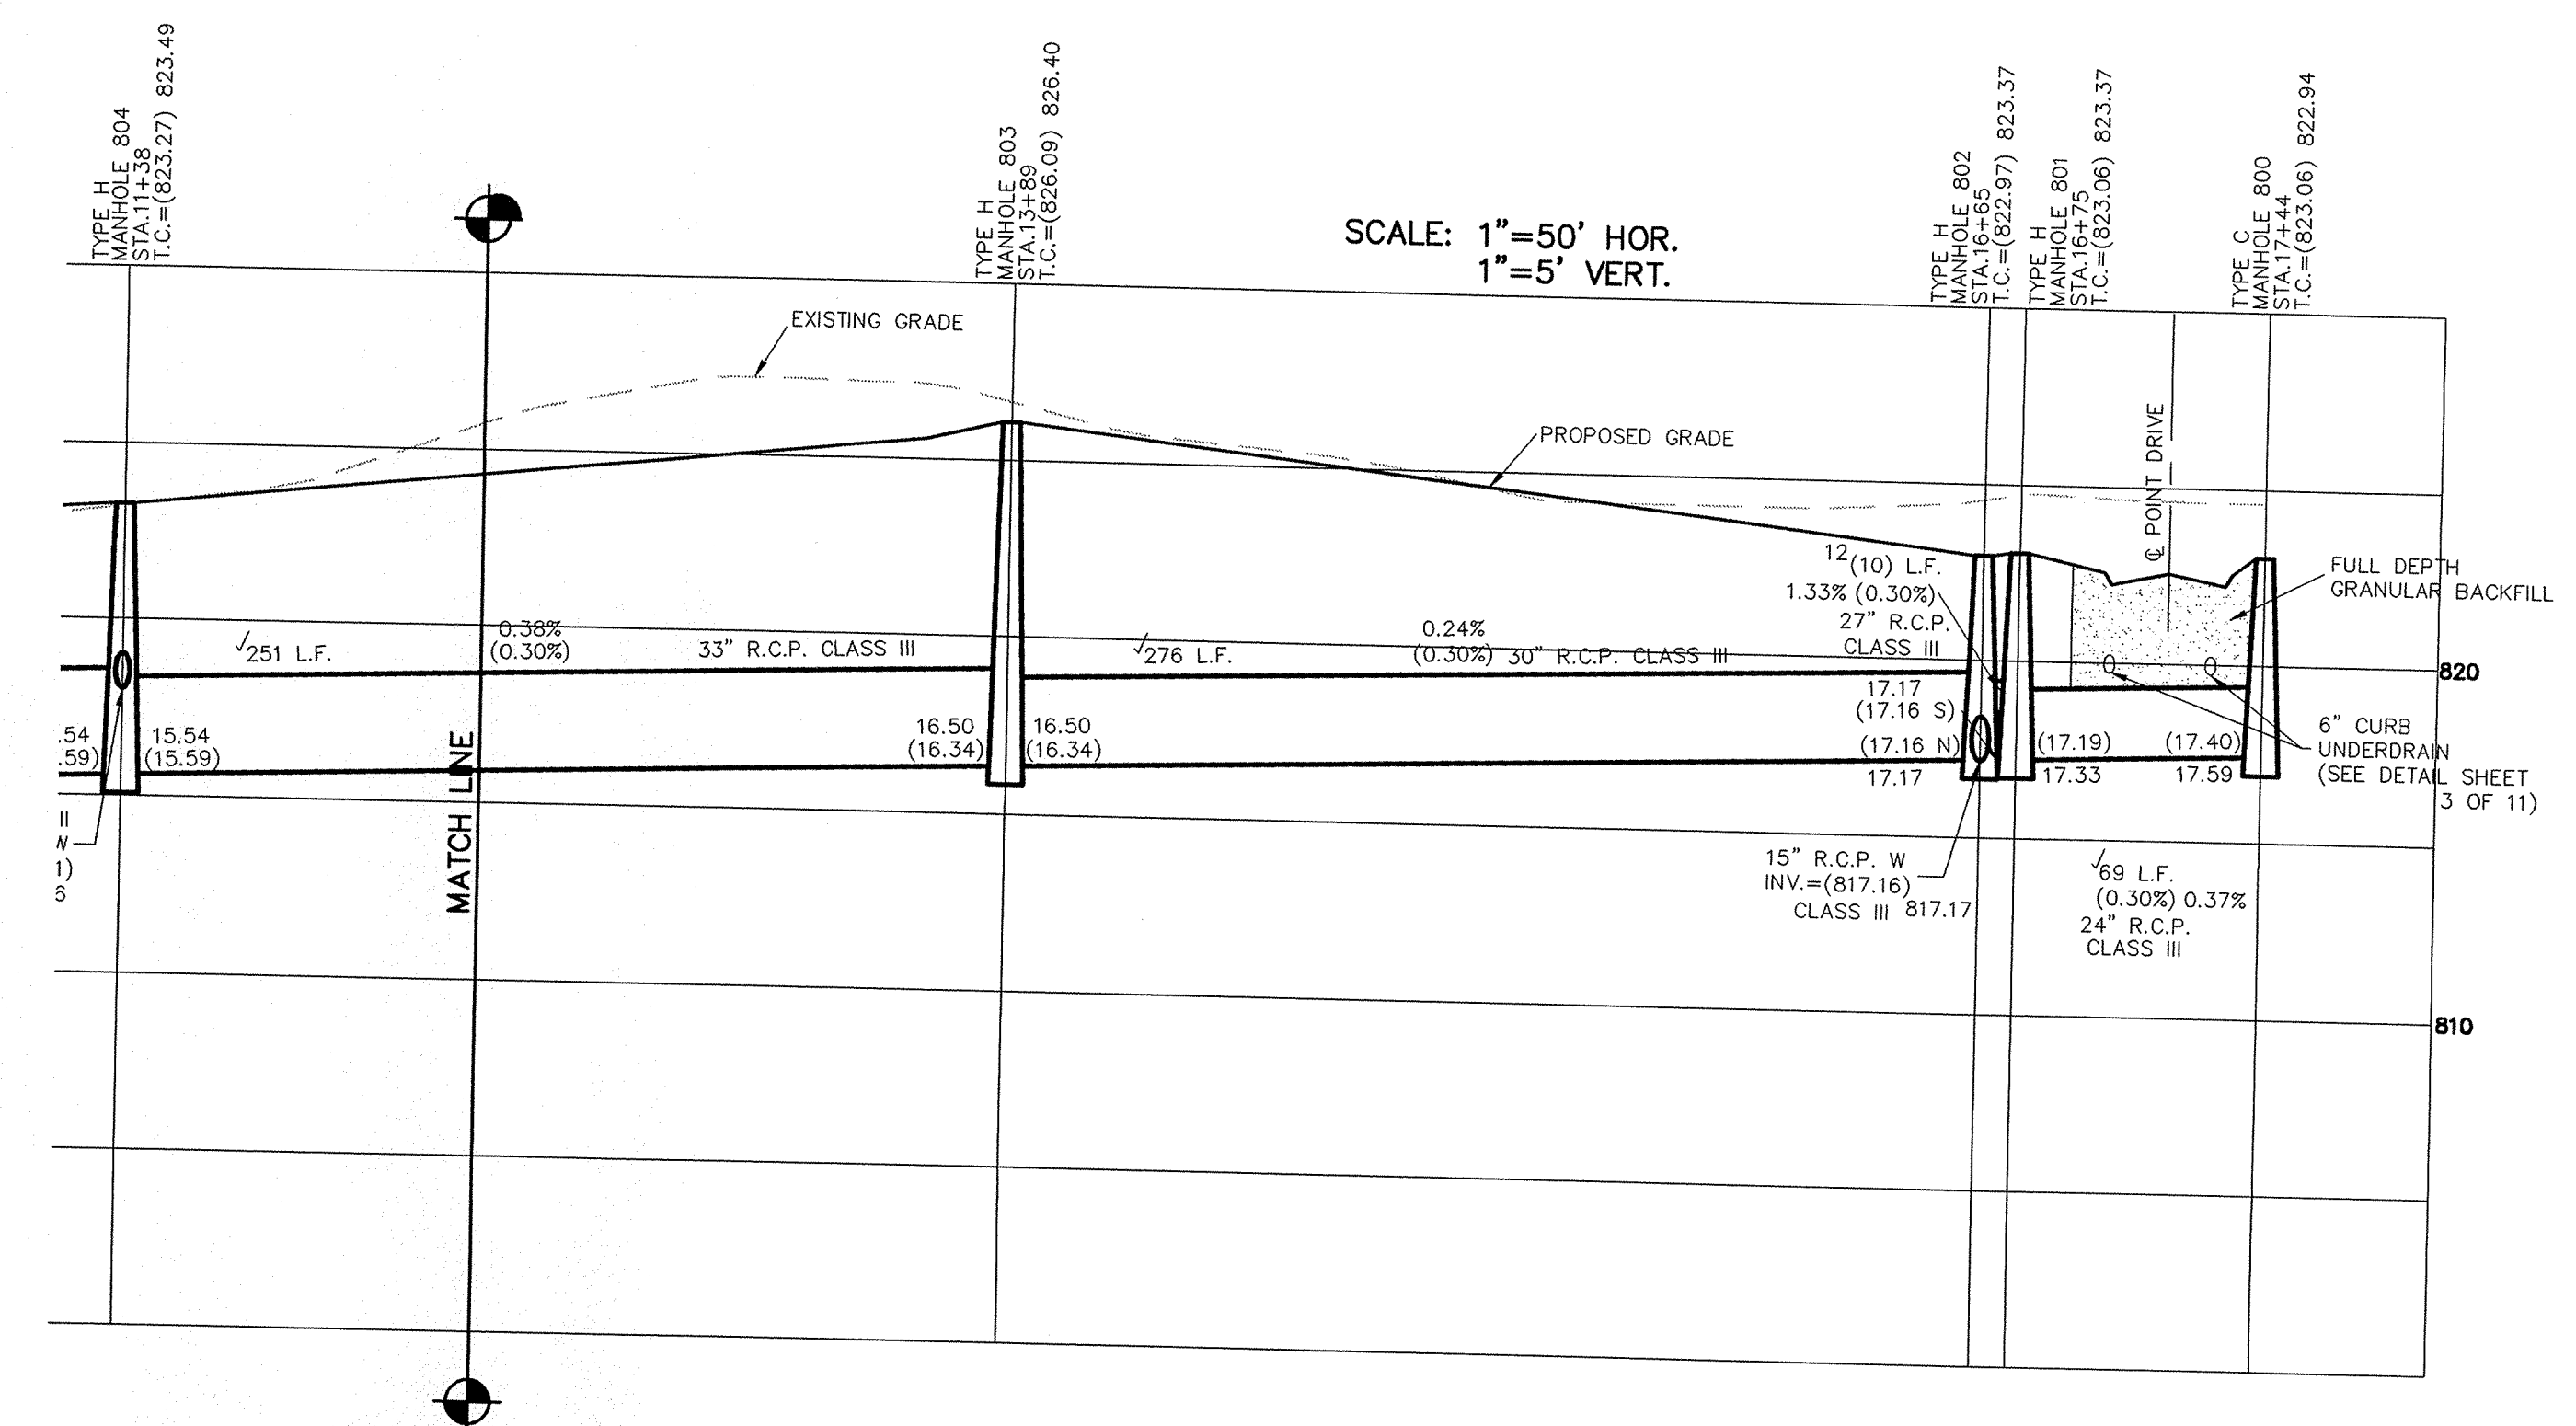 TYPE H
MANHOLE 804
STA.11+38
T.C.=(823.27) 823.49
TYPE H
MANHOLE 803
STA.13+89
T.C.=(826.09) 826.40
SCALE: 1"=50' HOR.
1"=5' VERT.
TYPE H
MANHOLE 802
STA.16+65
T.C.=(822.97) 823.37
TYPE H
MANHOLE 801
STA.16+75
T.C.=(823.06) 823.37
TYPE C
MANHOLE 800
STA.17+44
T.C.=(823.06) 822.94
EXISTING GRADE
PROPOSED GRADE
℄ POINT DRIVE
FULL DEPTH
GRANULAR BACKFILL
12 (10) L.F.
1.33% (0.30%)
27" R.C.P.
CLASS III
√251 L.F.
0.38%
(0.30%)
33" R.C.P. CLASS III
√276 L.F.
0.24%
(0.30%) 30" R.C.P. CLASS III
820
17.17
(17.16 S)
(17.16 N)
17.17
.54
.59)
15.54
(15.59)
16.50
(16.34)
16.50
(16.34)
(17.19)
17.33
(17.40)
17.59
6" CURB
UNDERDRAIN
(SEE DETAIL SHEET
3 OF 11)
MATCH LINE
II
N
1)
6
15" R.C.P. W
INV.=(817.16)
CLASS III 817.17
√69 L.F.
(0.30%) 0.37%
24" R.C.P.
CLASS III
810